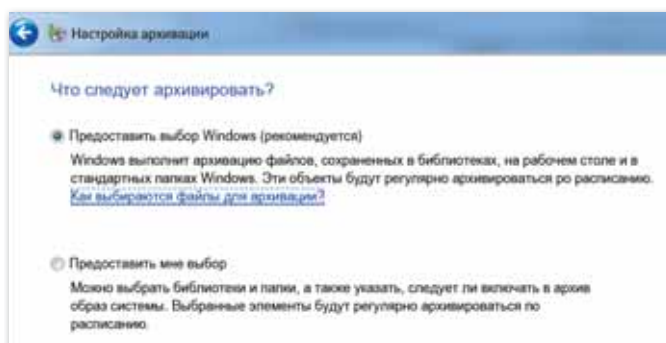 Настройка архивации
Что следует архивировать?
Предоставить выбор Windows (рекомендуется)
Windows выполнит архивацию файлов, сохраненных в библиотеках, на рабочем столе и в
стандартных папках Windows. Эти объекты будут регулярно архивироваться ро расписанию.
Как выбираются файлы для архивации?
Предоставить мне выбор
Можно выбрать библиотеки и папки, а также указать, следует ли включать в архив
образ системы. Выбранные элементы будут регулярно архивироваться по
расписанию.